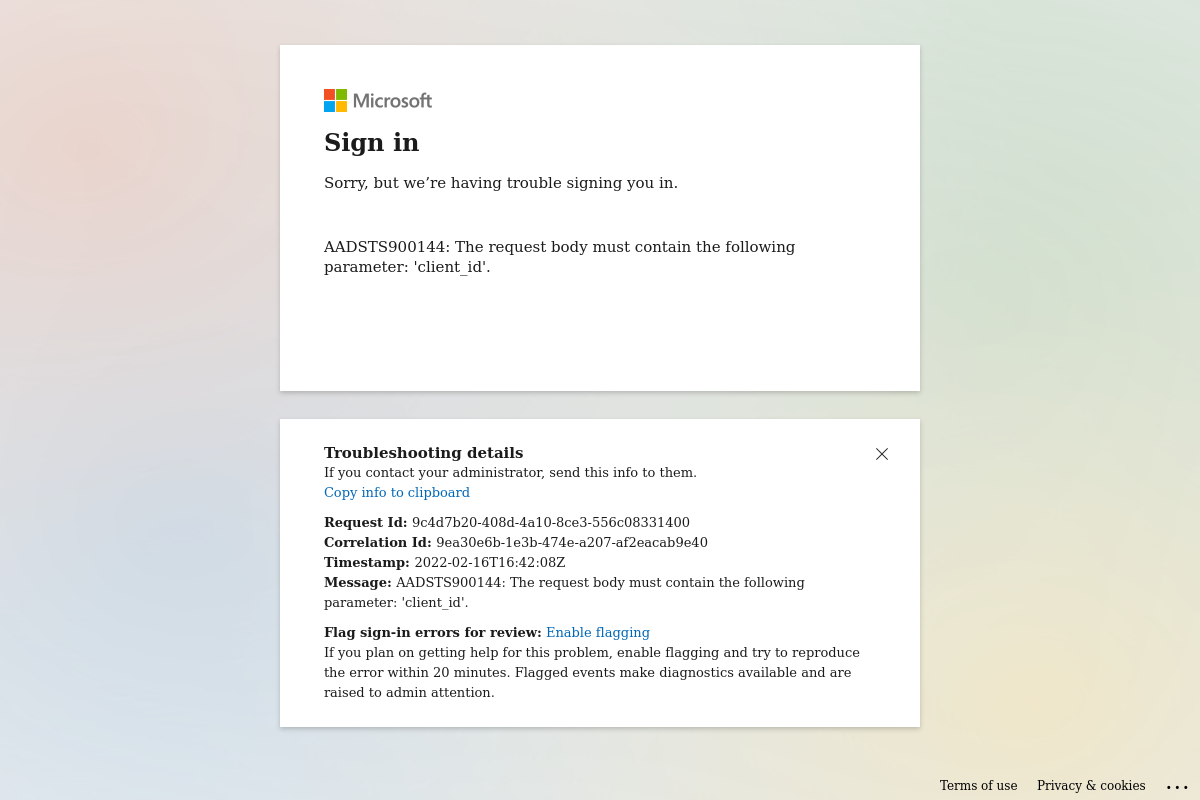 Microsoft
Sign in
Sorry, but we’re having trouble signing you in.
AADSTS900144: The request body must contain the following
parameter: 'client_id'.
Troubleshooting details
If you contact your administrator, send this info to them.
Copy info to clipboard
Request Id: 9c4d7b20-408d-4a10-8ce3-556c08331400
Correlation Id: 9ea30e6b-1e3b-474e-a207-af2eacab9e40
Timestamp: 2022-02-16T16:42:08Z
Message: AADSTS900144: The request body must contain the following
parameter: 'client_id'.
Flag sign-in errors for review: Enable flagging
If you plan on getting help for this problem, enable flagging and try to reproduce
the error within 20 minutes. Flagged events make diagnostics available and are
raised to admin attention.
Terms of use Privacy & cookies ...